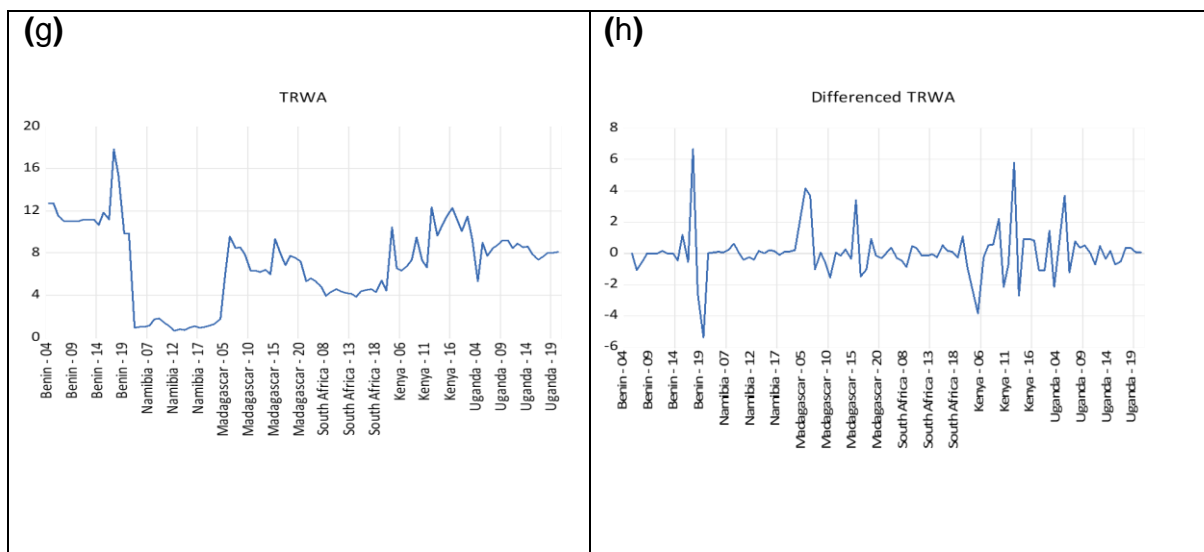 (g)
TRWA
20
16
12
8
4
0
Benin - 04
Benin - 09
Benin - 14
Benin - 19
Namibia - 07
Namibia - 12
Namibia - 17
Madagascar - 05
Madagascar - 10
Madagascar - 15
Madagascar - 20
South Africa - 08
South Africa - 13
South Africa - 18
Kenya - 06
Kenya - 11
Kenya - 16
Uganda - 04
Uganda - 09
Uganda - 14
Uganda - 19
(h)
Differenced TRWA
8
6
4
2
0
-2
-4
-6
Benin - 04
Benin - 09
Benin - 14
Benin - 19
Namibia - 07
Namibia - 12
Namibia - 17
Madagascar - 05
Madagascar - 10
Madagascar - 15
Madagascar - 20
South Africa - 08
South Africa - 13
South Africa - 18
Kenya - 06
Kenya - 11
Kenya - 16
Uganda - 04
Uganda - 09
Uganda - 14
Uganda - 19